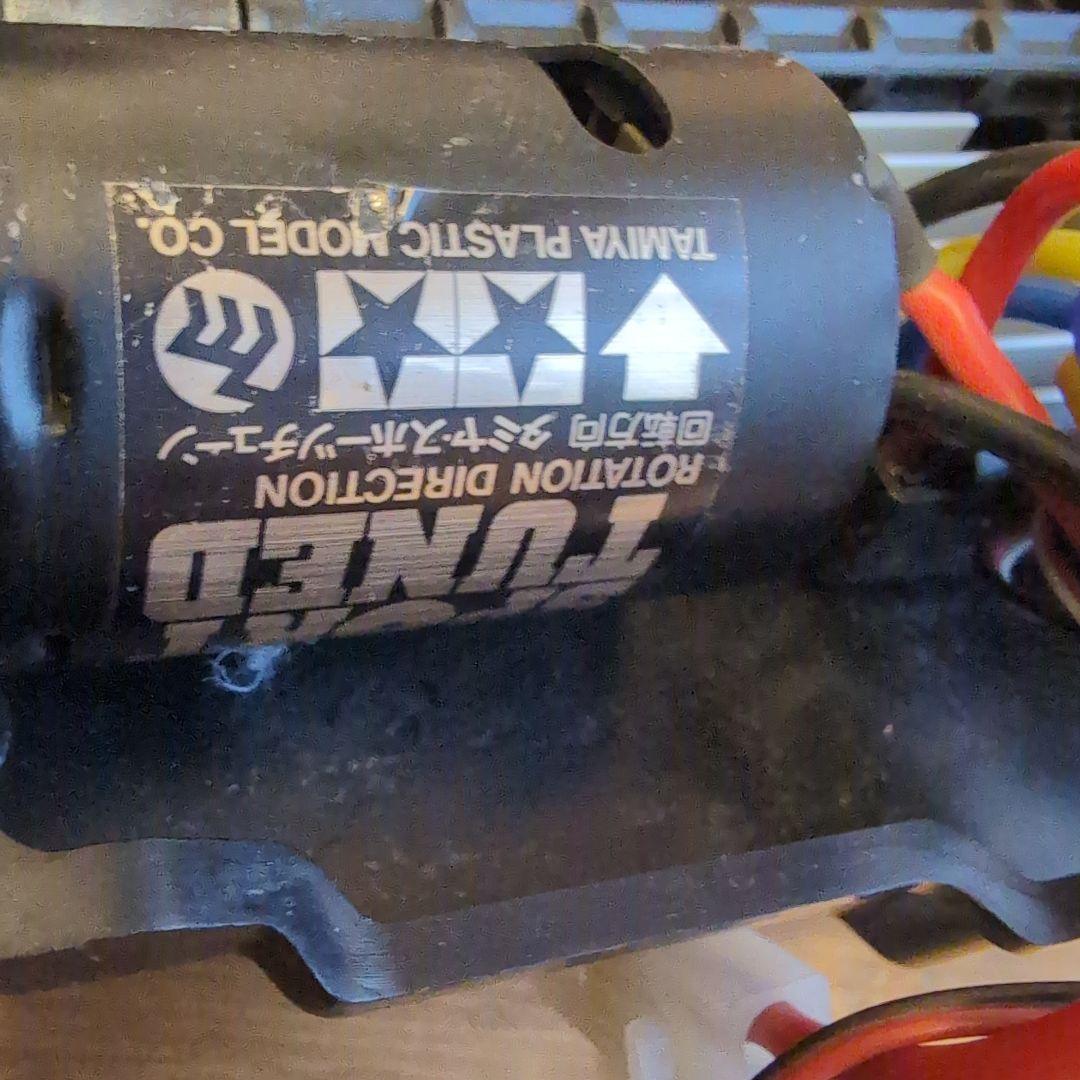 TUNED
ROTATION DIRECTION
回転方向 タミヤ・スポーツチューン
TAMIYA PLASTIC MODEL CO.